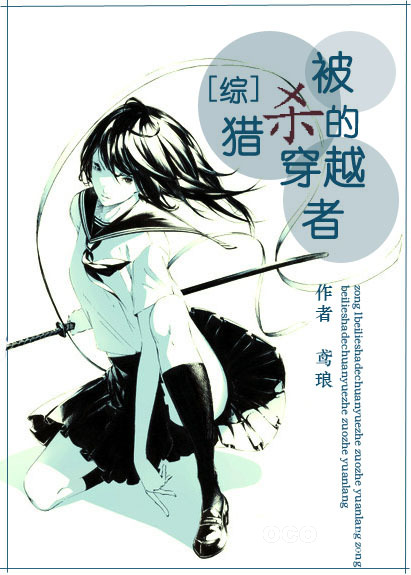 [综]
被猎杀的
穿越者
作者 鸢琅
zong lbeilieshadechuanyuezhe zuozhe yuanlang zong
beilieshadechuanyuezhe zuozhe yuanlang